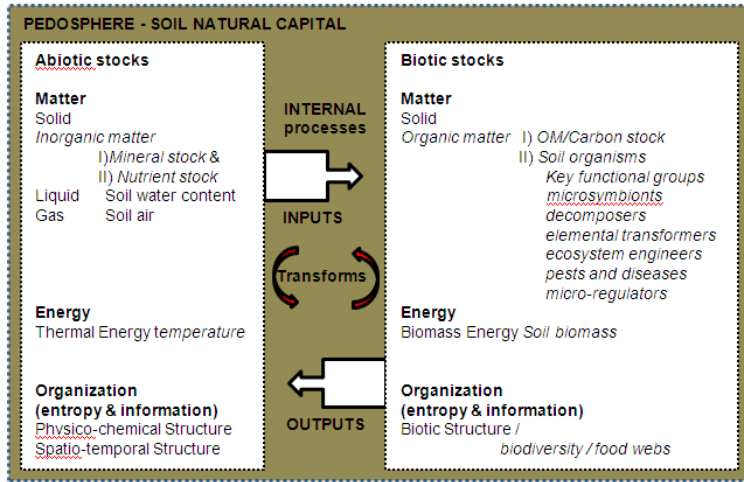 PEDOSPHERE - SOIL NATURAL CAPITAL
Abiotic stocks
Matter
Solid
Inorganic matter
I)Mineral stock &
II) Nutrient stock
Liquid Soil water content
Gas Soil air
Energy
Thermal Energy temperature
Organization
(entropy & information)
Physico-chemical Structure
Spatio-temporal Structure
INTERNAL
processes
INPUTS
Transforms
OUTPUTS
Biotic stocks
Matter
Solid
Organic matter I) OM/Carbon stock
II) Soil organisms
Key functional groups
microsymbionts
decomposers
elemental transformers
ecosystem engineers
pests and diseases
micro-regulators
Energy
Biomass Energy Soil biomass
Organization
(entropy & information)
Biotic Structure /
biodiversity / food webs